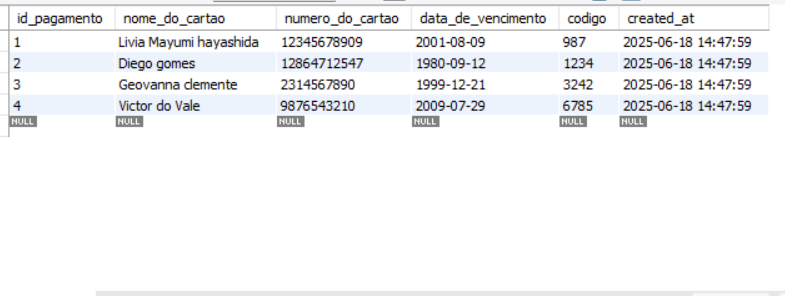 id_pagamento nome_do_cartao numero_do_cartao data_de_vencimento codigo created_at
1 Livia Mayumi hayashida 12345678909 2001-08-09 987 2025-06-18 14:47:59
2 Diego gomes 12864712547 1980-09-12 1234 2025-06-18 14:47:59
3 Geovanna clemente 2314567890 1999-12-21 3242 2025-06-18 14:47:59
4 Victor do Vale 9876543210 2009-07-29 6785 2025-06-18 14:47:59
NULL NULL NULL NULL NULL NULL